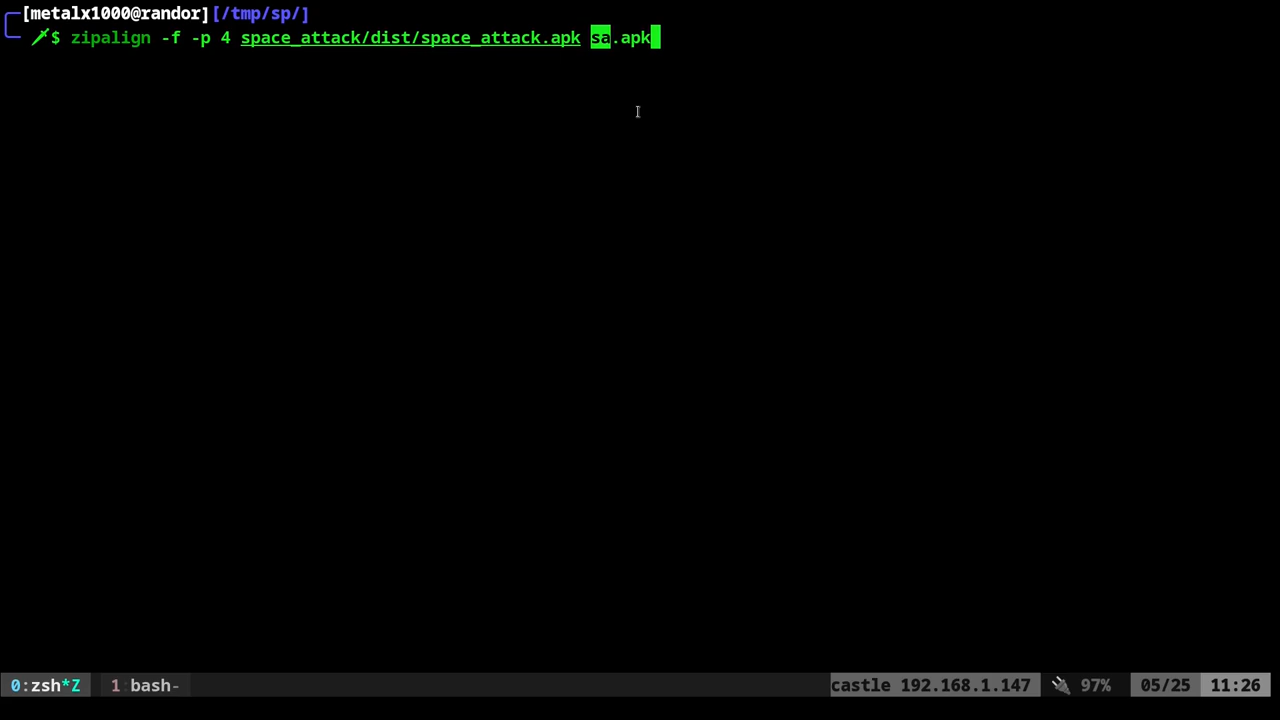 [metalx1000@randor][/tmp/sp/]
$ zipalign -f -p 4 space_attack/dist/space_attack.apk sa.apk
0:zsh*Z 1 bash- castle 192.168.1.147 97% 05/25 11:26